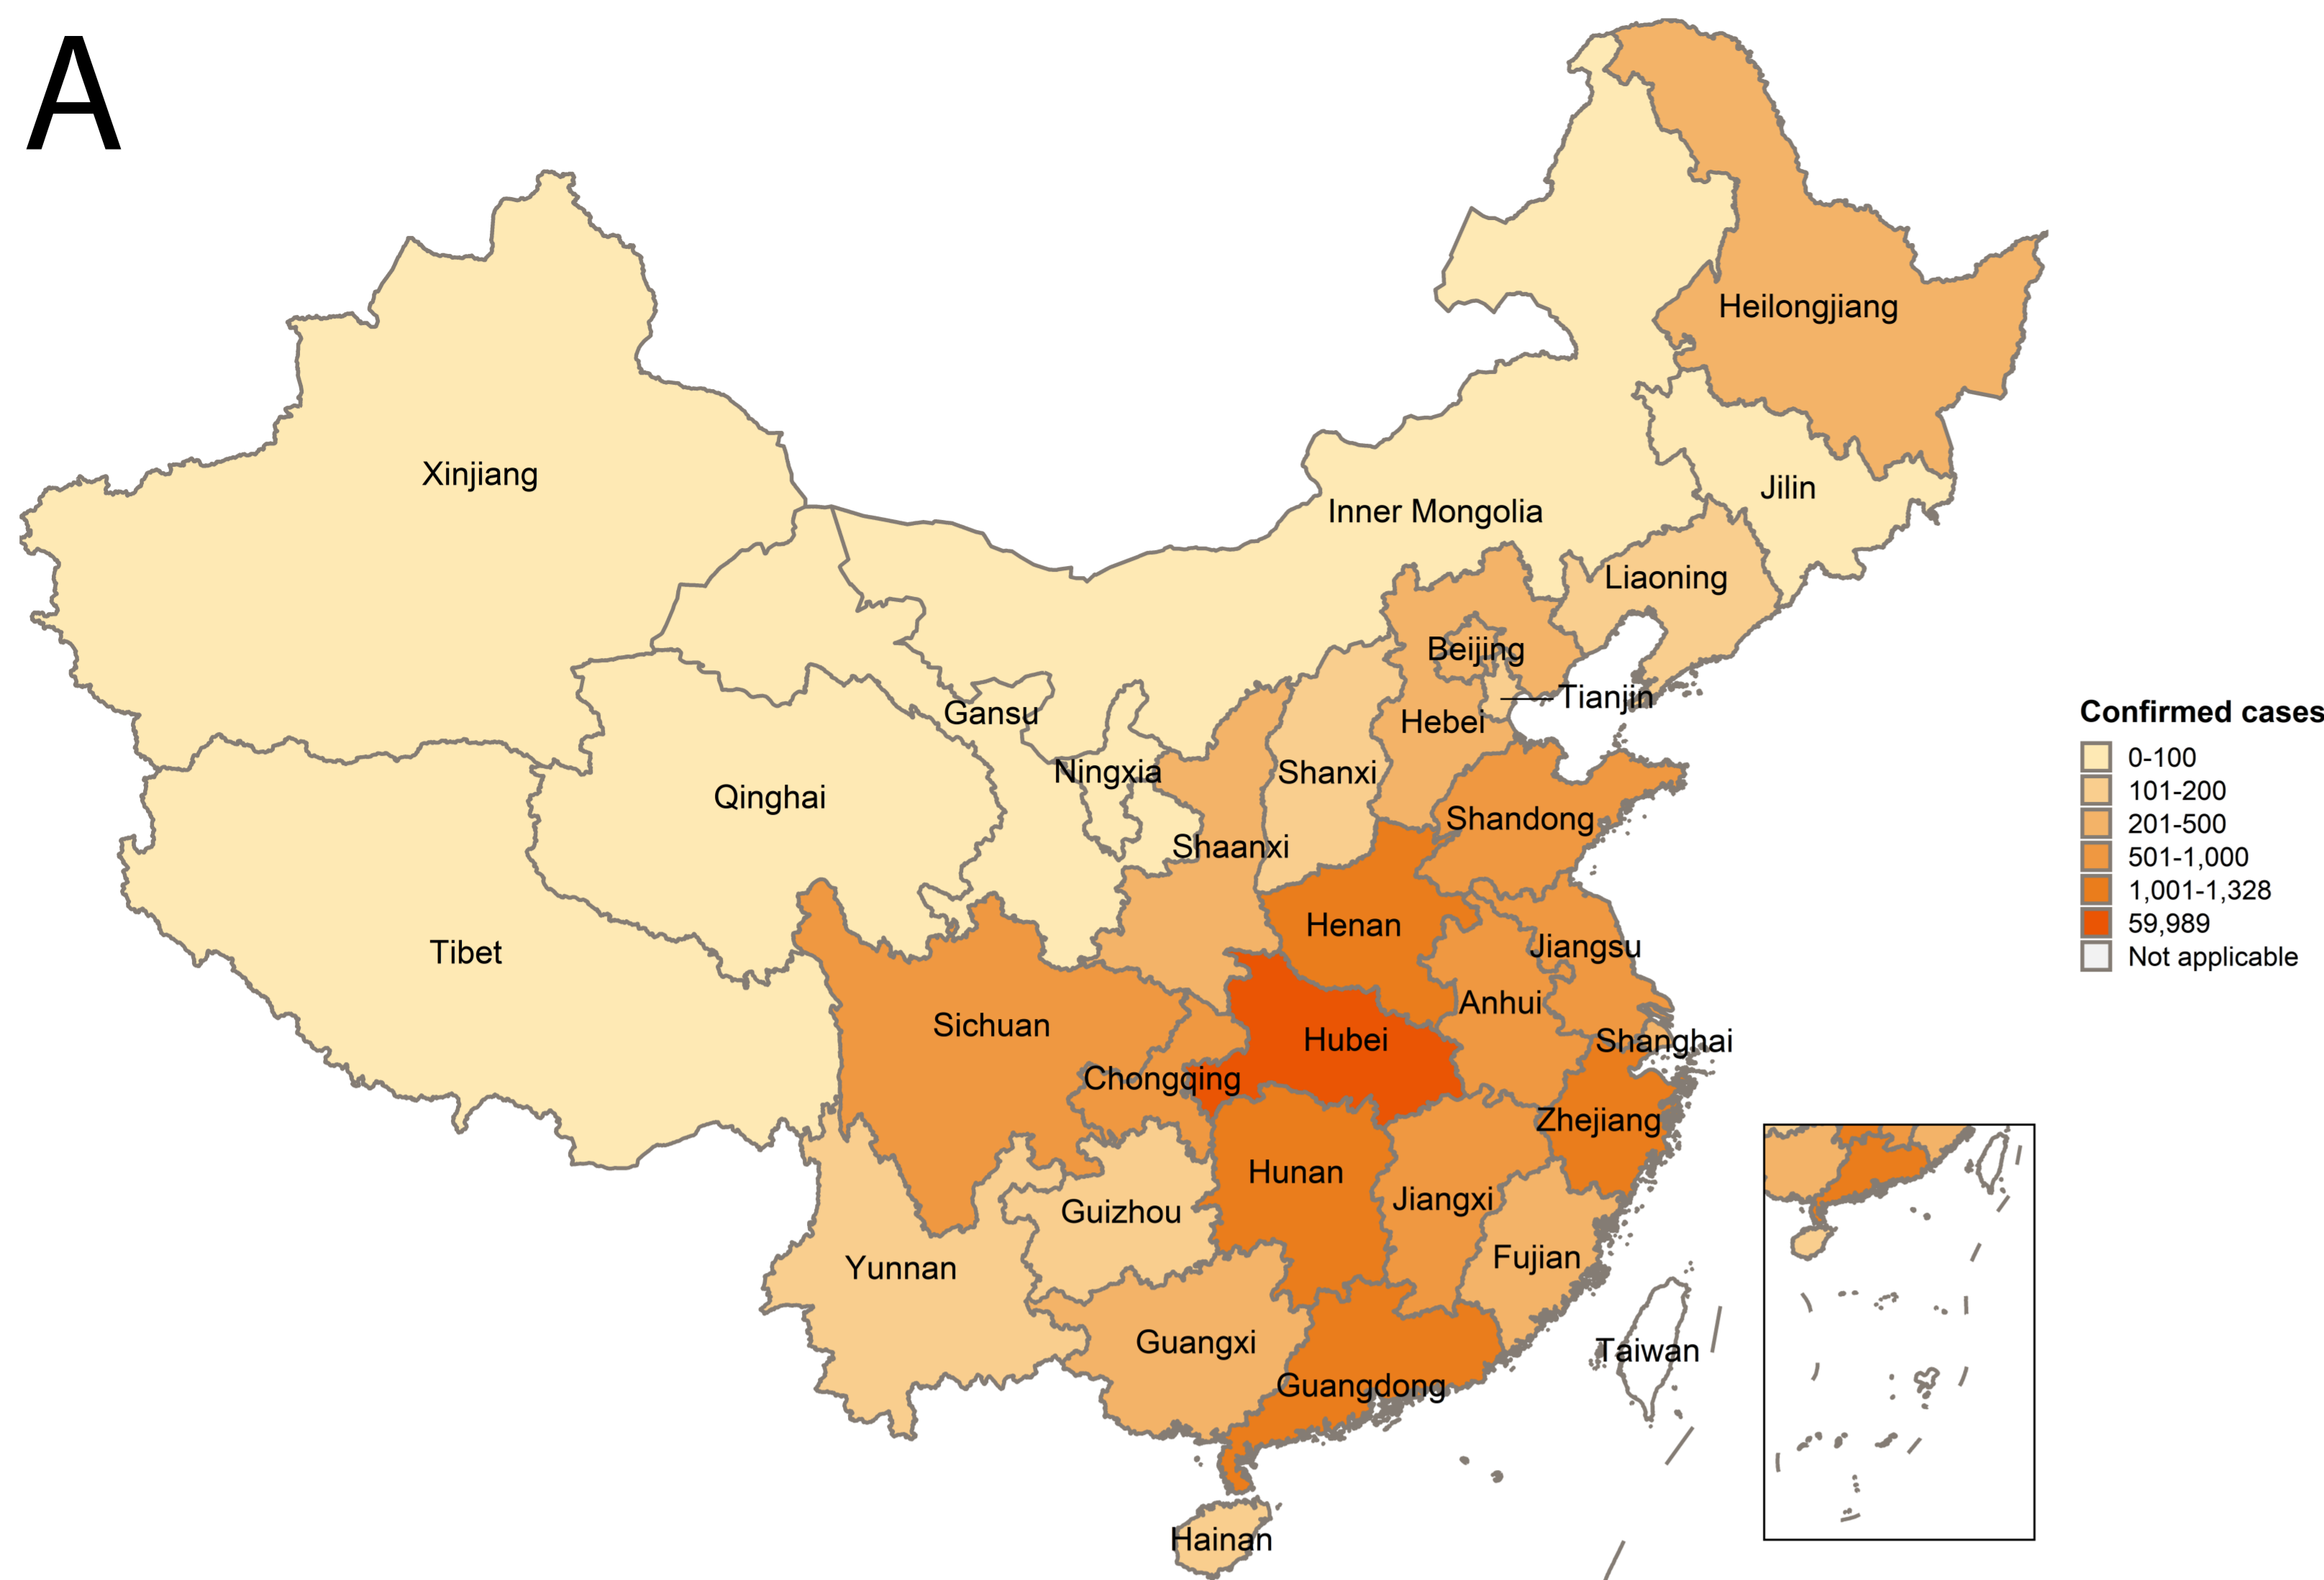 A
Heilongjiang
Xinjiang
Jilin
Inner Mongolia
Liaoning
Beijing
Tianjin
Gansu
Hebei
Ningxia
Shanxi
Qinghai
Shandong
Shaanxi
Henan
Jiangsu
Tibet
Anhui
Sichuan
Hubei
Shanghai
Chongqing
Zhejiang
Hunan
Jiangxi
Guizhou
Fujian
Yunnan
Guangxi
Taiwan
Guangdong
Hainan
Confirmed cases
0-100
101-200
201-500
501-1,000
1,001-1,328
59,989
Not applicable